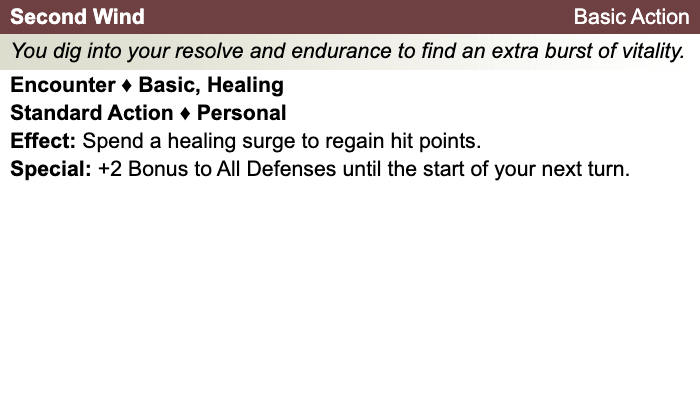 Second Wind Basic Action
You dig into your resolve and endurance to find an extra burst of vitality.
Encounter ♦ Basic, Healing
Standard Action ♦ Personal
Effect: Spend a healing surge to regain hit points.
Special: +2 Bonus to All Defenses until the start of your next turn.